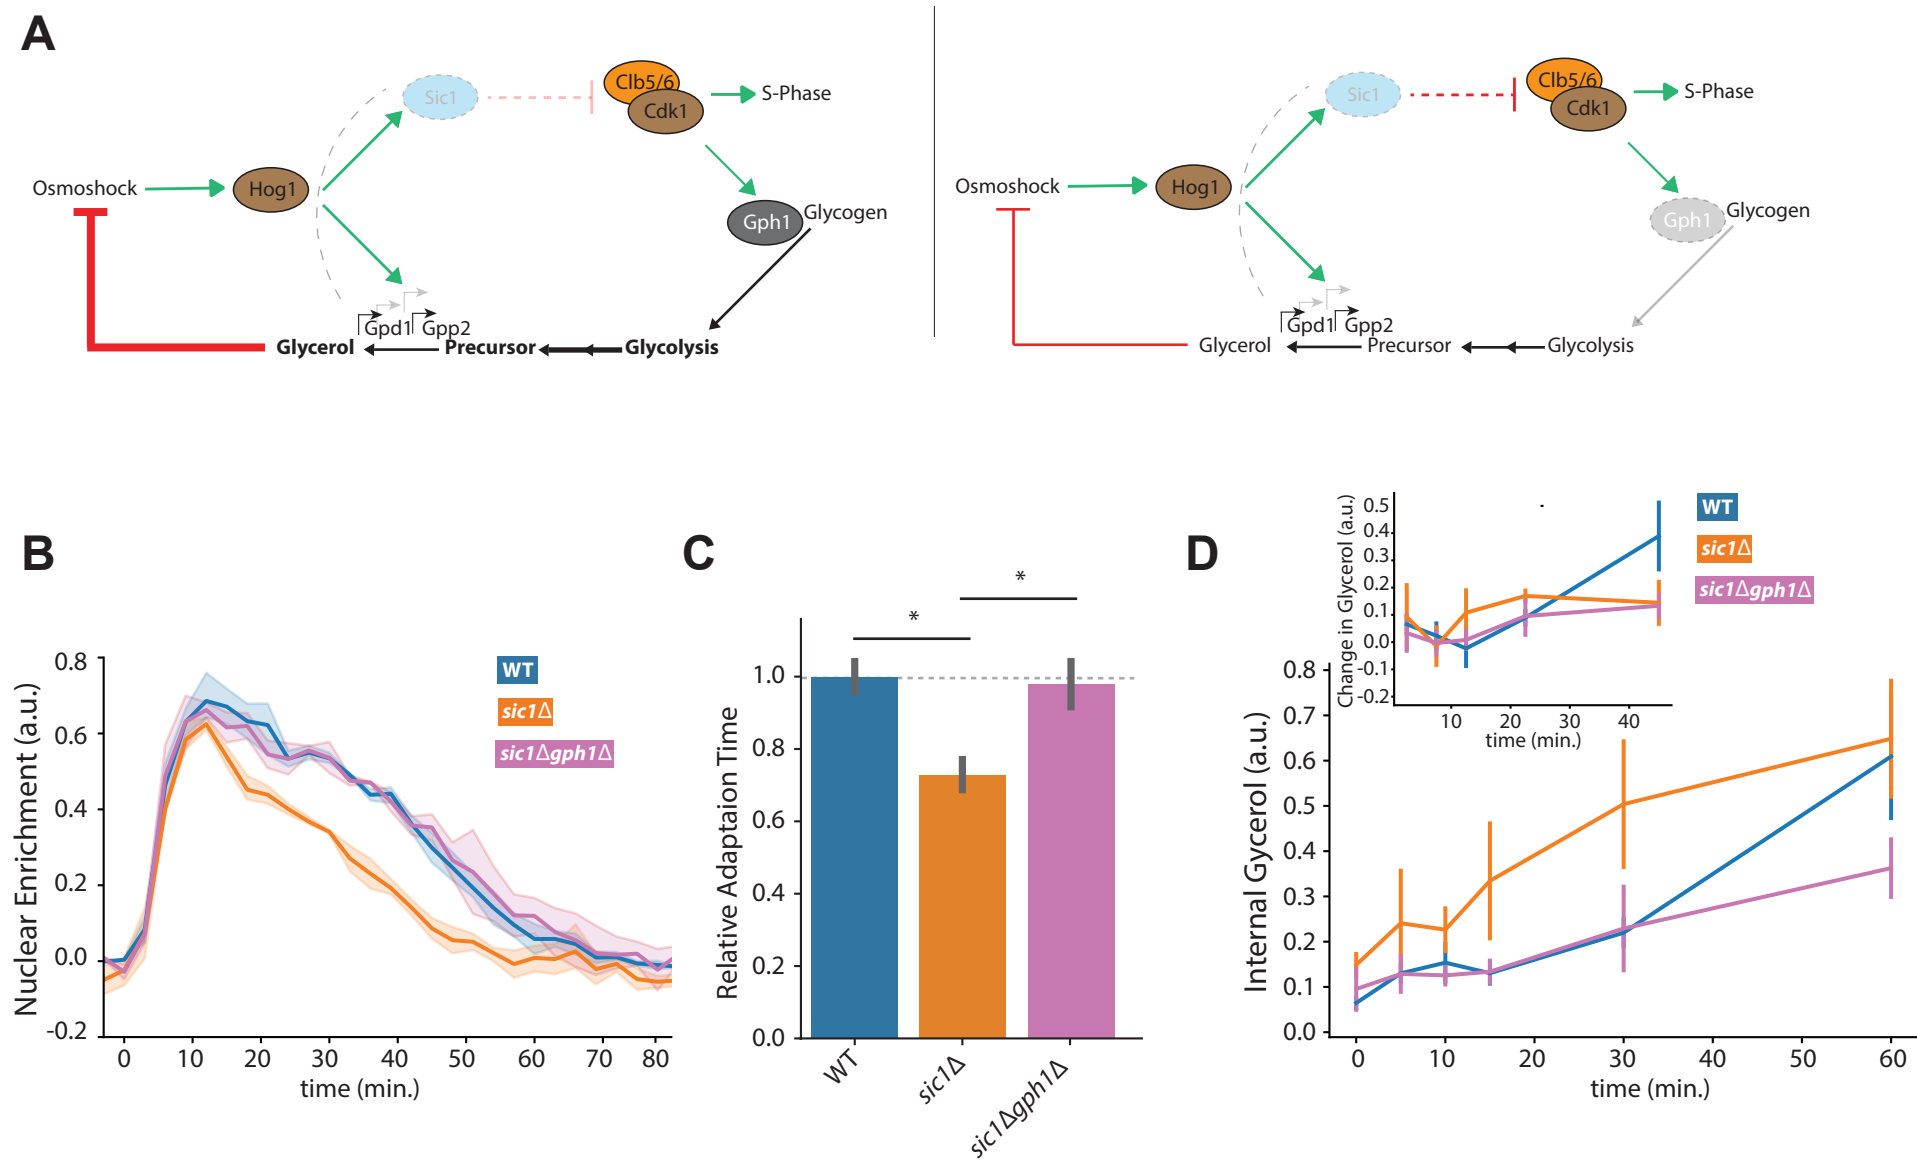 A
Sic1
Clb5/6
Cdk1
S-Phase
Osmoshock
Hog1
Gph1
Glycogen
Gpd1
Gpp2
Glycerol
Precursor
Glycolysis
Sic1
Clb5/6
Cdk1
S-Phase
Osmoshock
Hog1
Gph1
Glycogen
Gpd1
Gpp2
Glycerol
Precursor
Glycolysis
B
Nuclear Enrichment (a.u.)
0.8
0.6
0.4
0.2
0.0
-0.2
WT
sic1Δ
sic1Δgph1Δ
0 10 20 30 40 50 60 70 80
time (min.)
C
Relative Adaption Time
*
*
1.0
0.8
0.6
0.4
0.2
0.0
WT
sic1Δ
sic1Δgph1Δ
D
Change in Glycerol (a.u.)
0.5
0.4
0.3
0.2
0.1
0.0
-0.1
-0.2
10 20 30 40
time (min.)
WT
sic1Δ
sic1Δgph1Δ
Internal Gycerol (a.u.)
0.8
0.7
0.6
0.5
0.4
0.3
0.2
0.1
0.0
0 10 20 30 40 50 60
time (min.)